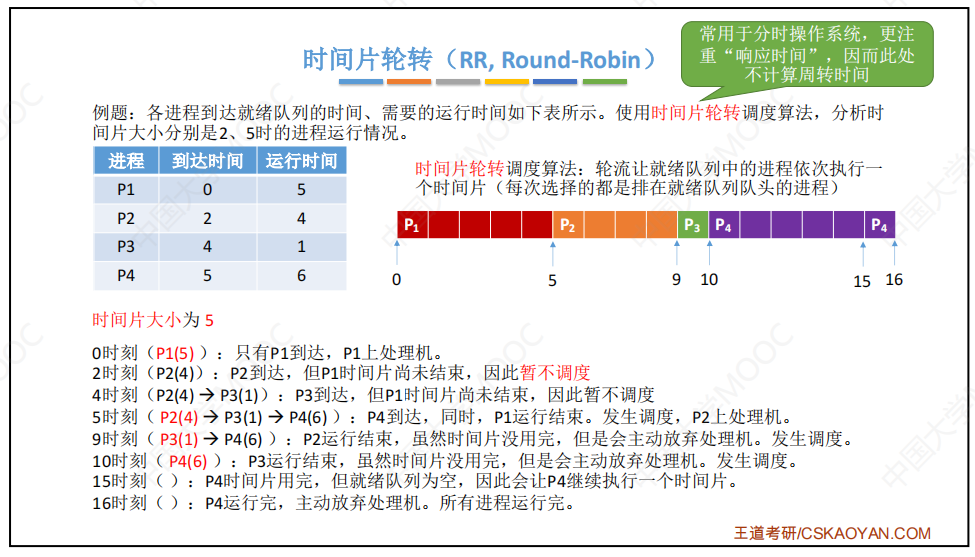 时间片轮转（RR, Round-Robin）
常用于分时操作系统，更注
重“响应时间”，因而此处
不计算周转时间
例题：各进程到达就绪队列的时间、需要的运行时间如下表所示。使用时间片轮转调度算法，分析时
间片大小分别是2、5时的进程运行情况。
进程 到达时间 运行时间
P1 0 5
P2 2 4
P3 4 1
P4 5 6
时间片轮转调度算法：轮流让就绪队列中的进程依次执行一
个时间片（每次选择的都是排在就绪队列队头的进程）
P1 P2 P3 P4 P4
0 5 9 10 15 16
时间片大小为 5
0时刻（P1(5) ）：只有P1到达，P1上处理机。
2时刻（P2(4)）：P2到达，但P1时间片尚未结束，因此暂不调度
4时刻（P2(4) → P3(1)）：P3到达，但P1时间片尚未结束，因此暂不调度
5时刻（ P2(4) → P3(1) → P4(6) ）：P4到达，同时，P1运行结束。发生调度，P2上处理机。
9时刻（ P3(1) → P4(6) ）：P2运行结束，虽然时间片没用完，但是会主动放弃处理机。发生调度。
10时刻（ P4(6) ）：P3运行结束，虽然时间片没用完，但是会主动放弃处理机。发生调度。
15时刻（ ）：P4时间片用完，但就绪队列为空，因此会让P4继续执行一个时间片。
16时刻（ ）：P4运行完，主动放弃处理机。所有进程运行完。
王道考研/CSKAOYAN.COM
中国大学MOOC